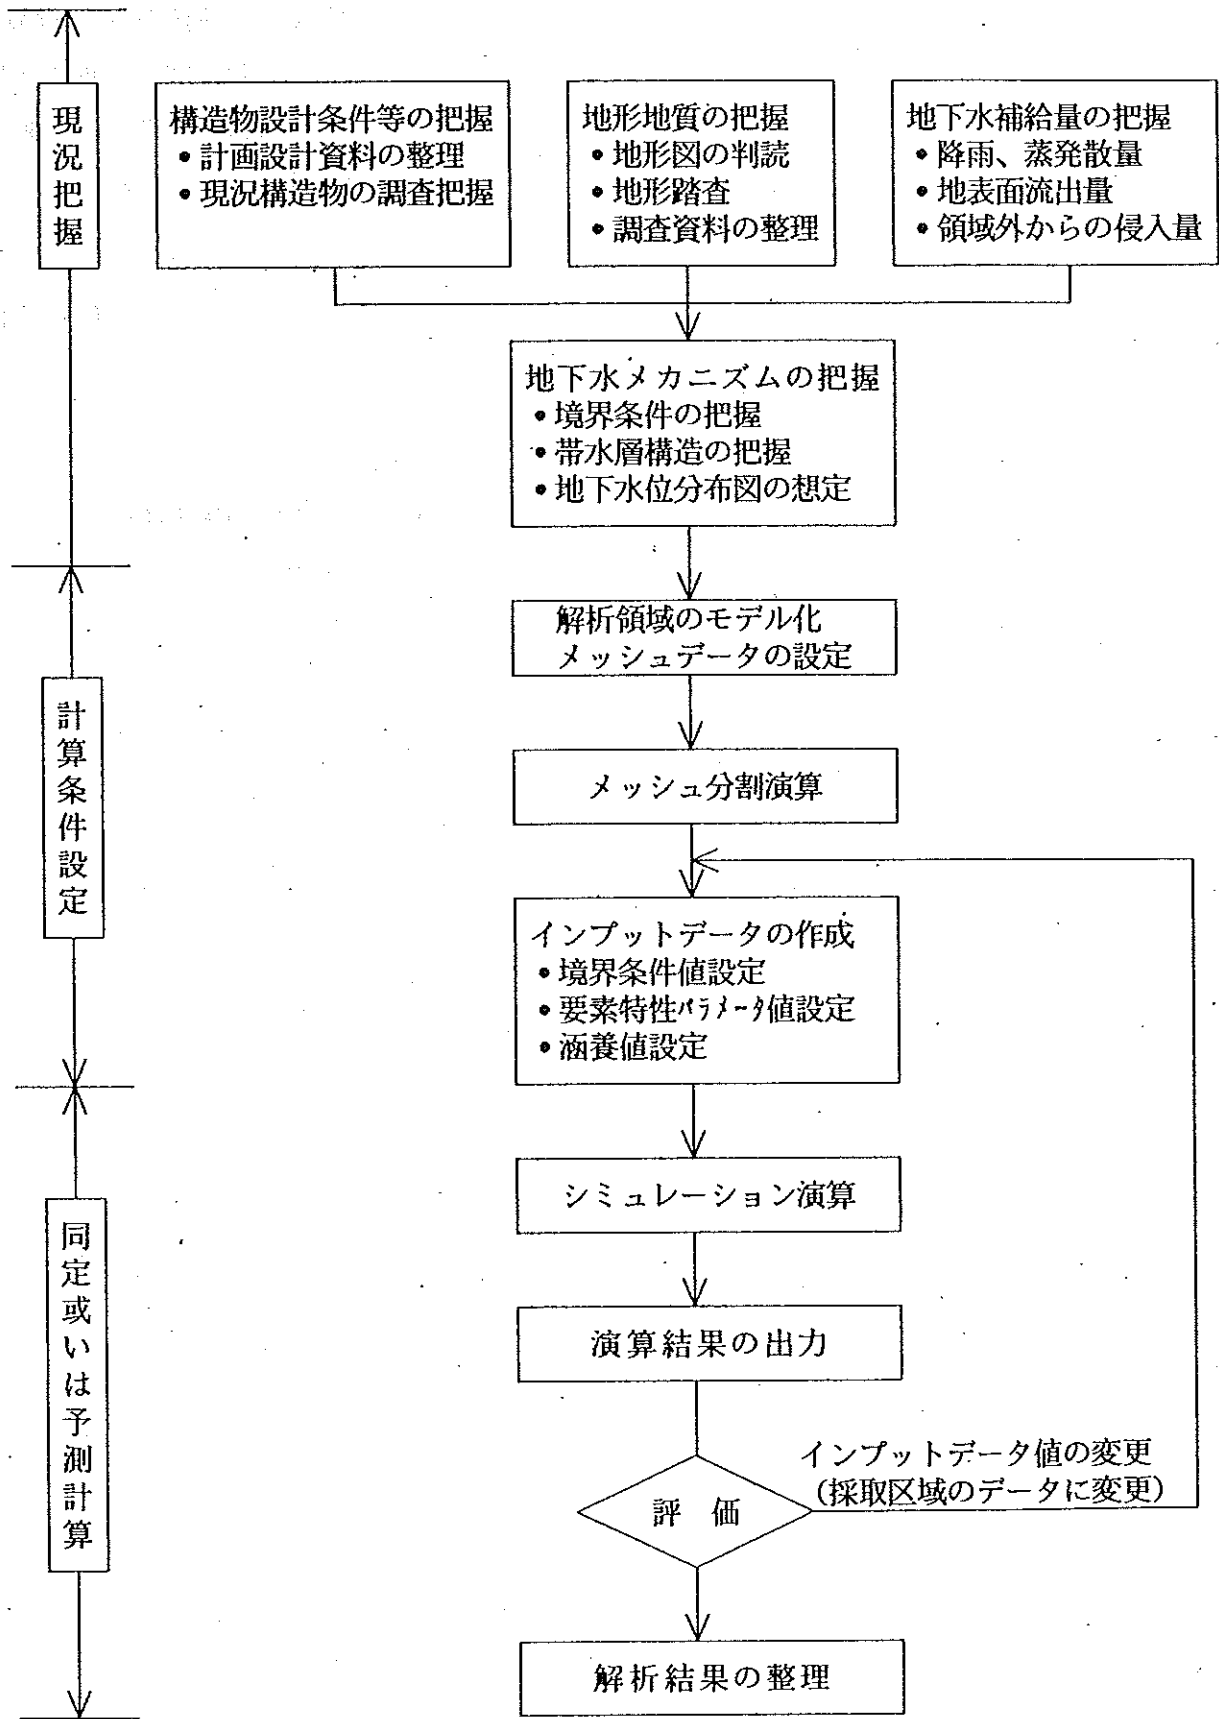 現況把握
構造物設計条件等の把握
• 計画設計資料の整理
• 現況構造物の調査把握
地形地質の把握
• 地形図の判読
• 地形踏査
• 調査資料の整理
地下水補給量の把握
• 降雨、蒸発散量
• 地表面流出量
• 領域外からの侵入量
地下水メカニズムの把握
• 境界条件の把握
• 帯水層構造の把握
• 地下水位分布図の想定
計算条件設定
解析領域のモデル化
メッシュデータの設定
メッシュ分割演算
インプットデータの作成
• 境界条件値設定
• 要素特性パラメータ値設定
• 涵養値設定
同定或いは予測計算
シミュレーション演算
演算結果の出力
評 価
インプットデータ値の変更
(採取区域のデータに変更)
解析結果の整理